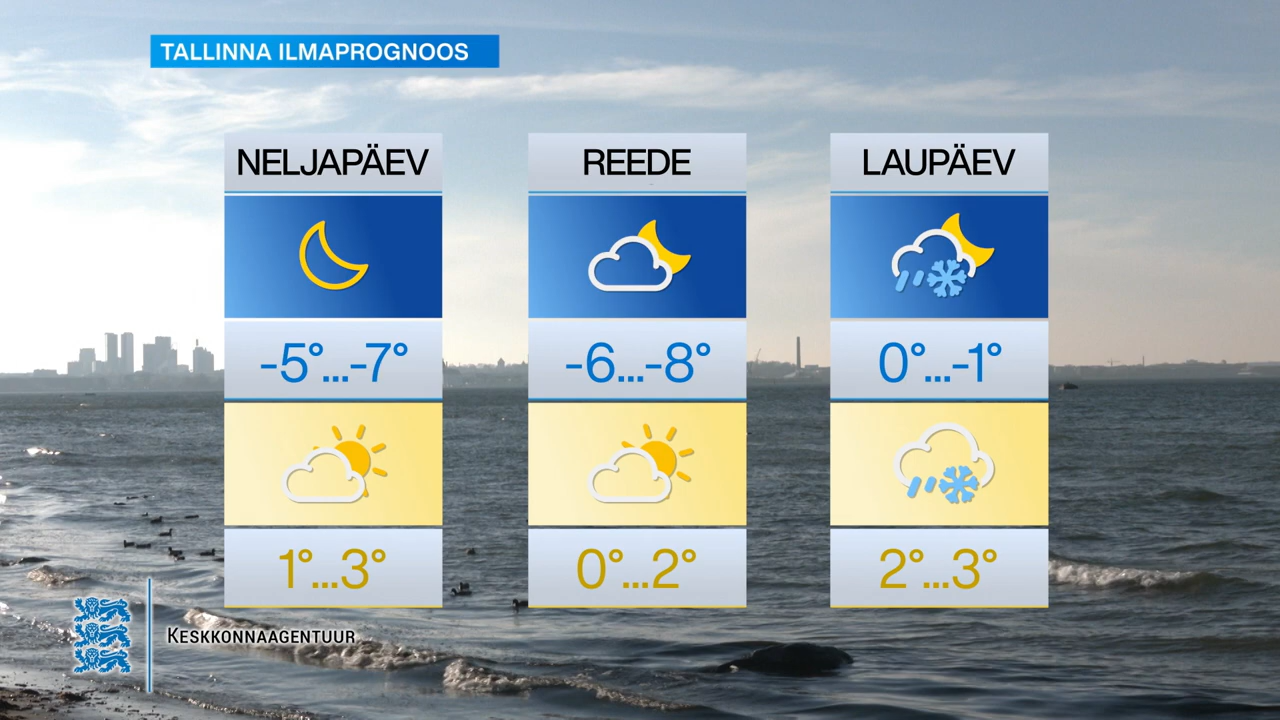 TALLINNA ILMAPROGNOOS
NELJAPÄEV
-5°...-7°
1°...3°
REEDE
-6...-8°
0°...2°
LAUPÄEV
0°...-1°
2°...3°
KESKKONNAAGENTUUR